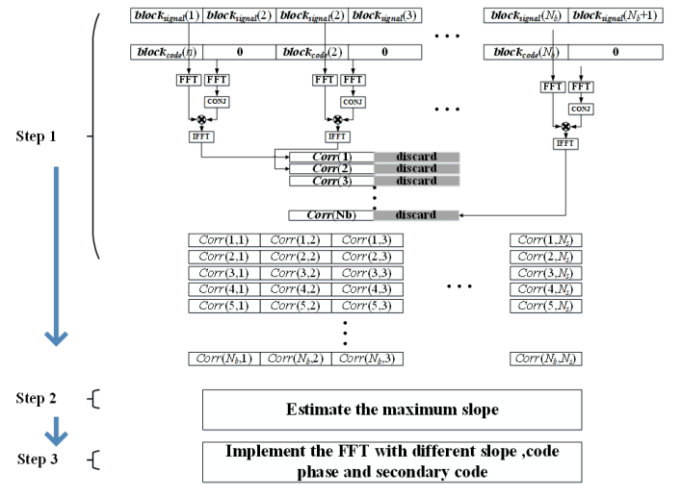 block_signal(1) block_signal(2) block_signal(2) block_signal(3) ... block_signal(N_b) block_signal(N_b+1)
block_code(n) 0 block_code(2) 0 block_code(N_b) 0
FFT FFT FFT FFT FFT FFT
CONJ CONJ ... CONJ
IFFT IFFT IFFT
Step 1
Corr(1) discard
Corr(2) discard
Corr(3) discard
Corr(Nb) discard
Corr(1,1) Corr(1,2) Corr(1,3) Corr(1,N_z)
Corr(2,1) Corr(2,2) Corr(2,3) Corr(2,N_z)
Corr(3,1) Corr(3,2) Corr(3,3) Corr(3,N_z)
Corr(4,1) Corr(4,2) Corr(4,3) ... Corr(4,N_z)
Corr(5,1) Corr(5,2) Corr(5,3) Corr(5,N_z)
Corr(N_b,1) Corr(N_b,2) Corr(N_b,3) Corr(N_b,N_z)
Step 2
Estimate the maximum slope
Step 3
Implement the FFT with different slope ,code
phase and secondary code